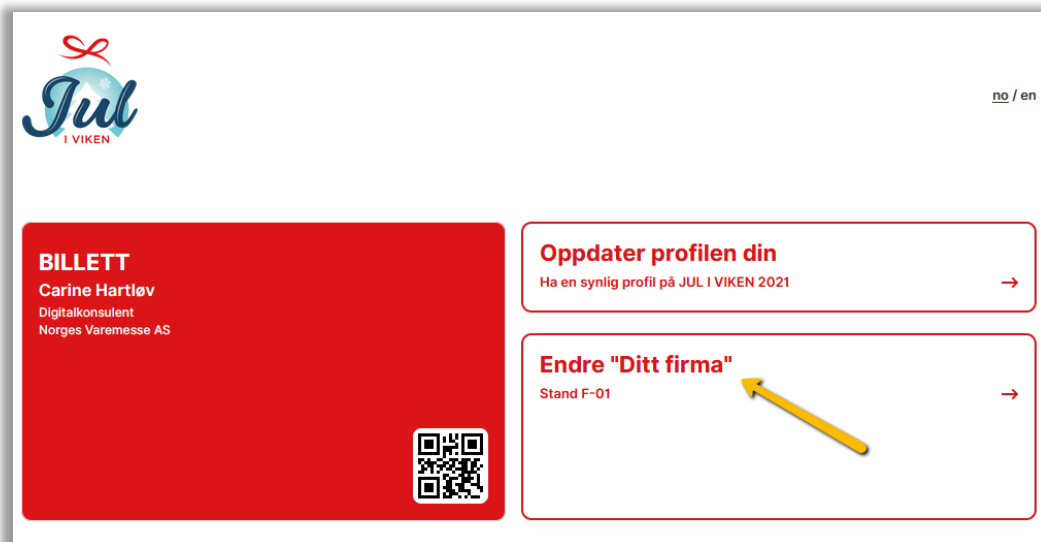 Jul
I VIKEN
no / en
BILLETT
Carine Hartløv
Digitalkonsulent
Norges Varemesse AS
Oppdater profilen din
Ha en synlig profil på JUL I VIKEN 2021
Endre "Ditt firma"
Stand F-01